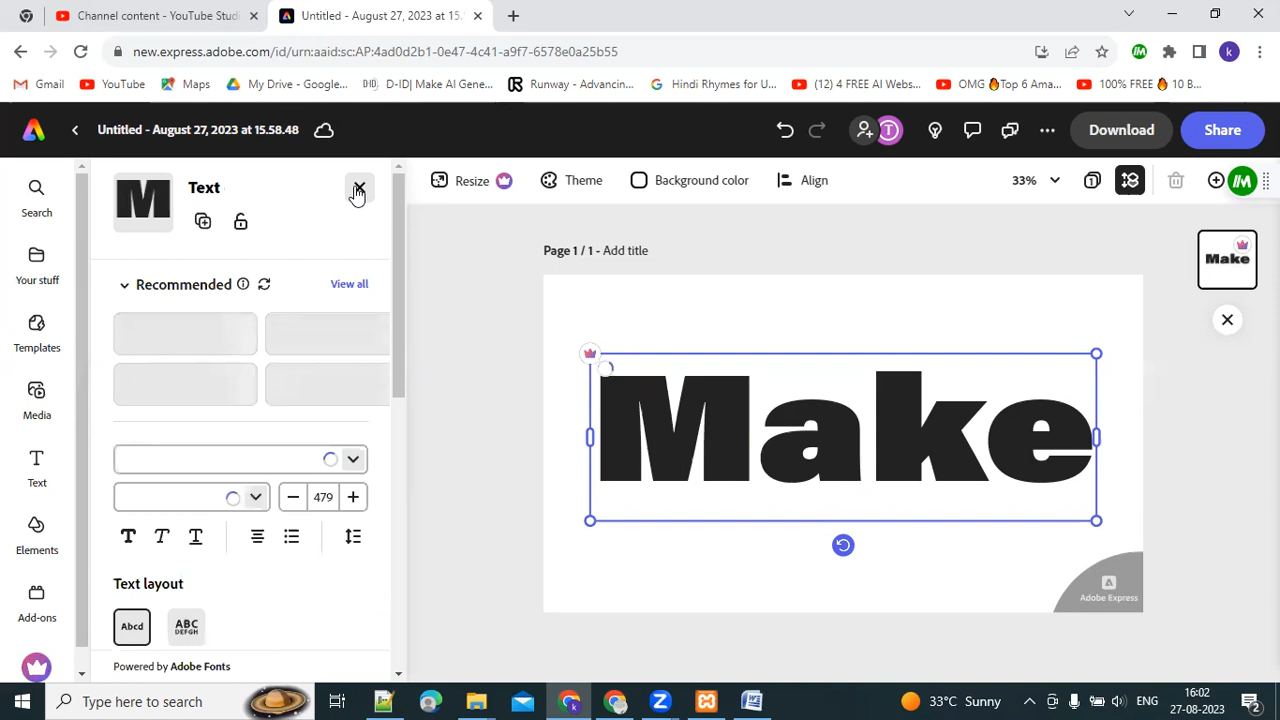 Channel content - YouTube Studi
Untitled - August 27, 2023 at 15.
new.express.adobe.com/id/urn:aaid:sc:AP:4ad0d2b1-0e47-4c41-a9f7-6578e0a25b55
k
Gmail
YouTube
Maps
My Drive - Google...
D-ID| Make AI Gener...
Runway - Advancin...
Hindi Rhymes for U...
(12) 4 FREE AI Webs...
OMG 🔥Top 6 Ama...
100% FREE 🔥 10 B...
Untitled - August 27, 2023 at 15.58.48
T
Download
Share
M
Text
Resize
Theme
Background color
Align
33%
1
Search
Your stuff
Templates
Media
Text
Elements
Add-ons
Recommended
View all
479
T T T
Text layout
Abcd
ABC
DEFGH
Powered by Adobe Fonts
Page 1 / 1 - Add title
Make
Adobe Express
Make
Type here to search
33°C Sunny
ENG
16:02
27-08-2023
2